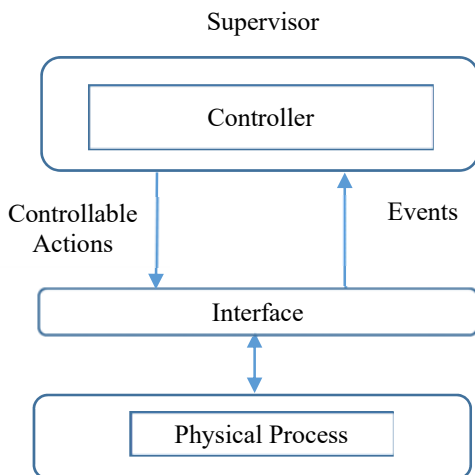 Supervisor
Controller
Controllable
Actions
Events
Interface
Physical Process